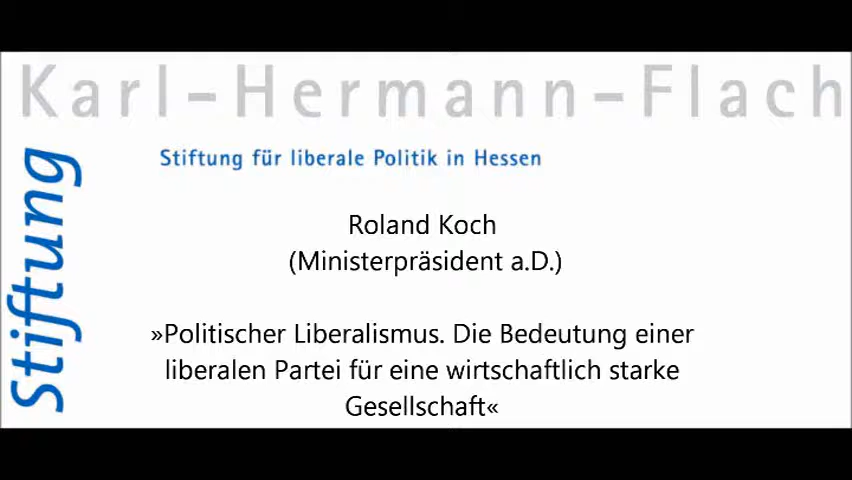 Karl-Hermann-Flach
Stiftung
Stiftung für liberale Politik in Hessen
Roland Koch
(Ministerpräsident a.D.)
»Politischer Liberalismus. Die Bedeutung einer
liberalen Partei für eine wirtschaftlich starke
Gesellschaft«